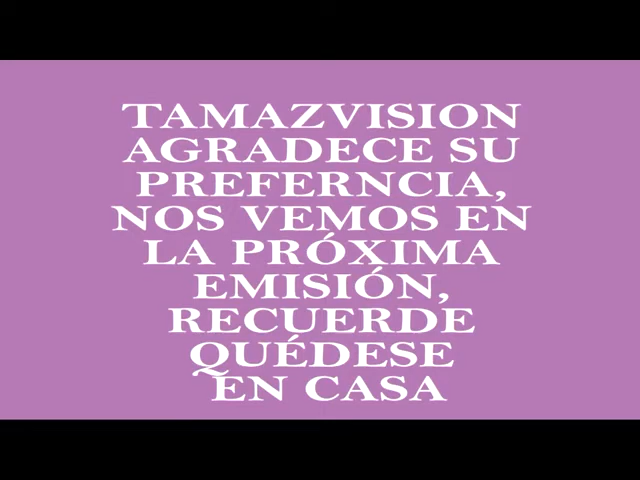 TAMAZVISION
AGRADECE SU
PREFERNCIA,
NOS VEMOS EN
LA PRÓXIMA
EMISIÓN,
RECUERDE
QUÉDESE
EN CASA